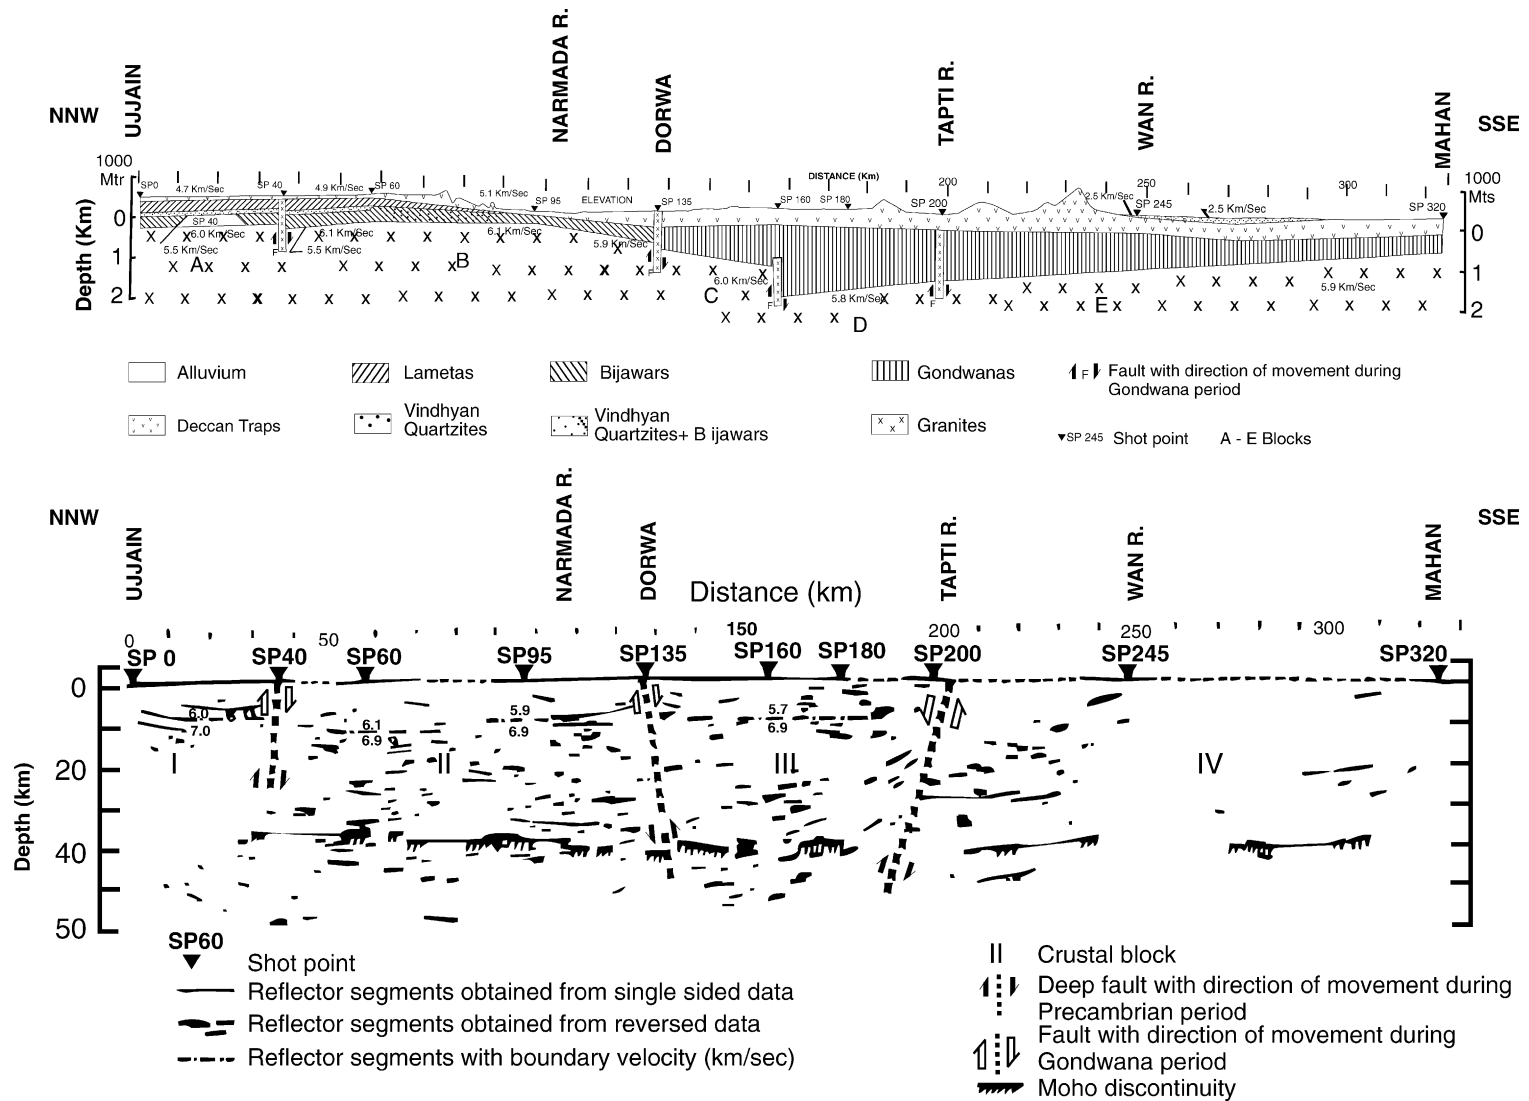 UJJAIN
NARMADA R.
DORWA
TAPTI R.
WAN R.
MAHAN
NNW
SSE
1000
Mtr
0
1
2
Depth (Km)
1000
Mts
0
1
2
DISTANCE (Km)
200
250
300
SP0
4.7 Km/Sec
SP 40
4.9 Km/Sec
SP 60
5.1 Km/Sec
SP 95
ELEVATION
SP 135
SP 160
SP 180
SP 200
2.5 Km/Sec
SP 245
2.5 Km/Sec
SP 320
SP 40
6.0 Km/Sec
5.5 Km/Sec
6.1 Km/Sec
5.5 Km/Sec
6.1 Km/Sec
5.9 Km/Sec
6.0 Km/Sec
5.8 Km/Sec
5.9 Km/Sec
F
F
F
F
A
B
C
D
E
Alluvium
Lametas
Bijawars
Gondwanas
F
Fault with direction of movement during
Gondwana period
Deccan Traps
Vindhyan
Quartzites
Vindhyan
Quartzites+ B ijawars
Granites
SP 245 Shot point
A - E Blocks
NNW
SSE
UJJAIN
NARMADA R.
DORWA
TAPTI R.
WAN R.
MAHAN
Distance (km)
0
50
150
200
250
300
SP 0
SP40
SP60
SP95
SP135
SP160
SP180
SP200
SP245
SP320
0
20
40
50
Depth (km)
0
20
40
6.0
7.0
6.1
6.9
5.9
6.9
5.7
6.9
I
II
III
IV
SP60
Shot point
Reflector segments obtained from single sided data
Reflector segments obtained from reversed data
Reflector segments with boundary velocity (km/sec)
II
Crustal block
Deep fault with direction of movement during
Precambrian period
Fault with direction of movement during
Gondwana period
Moho discontinuity